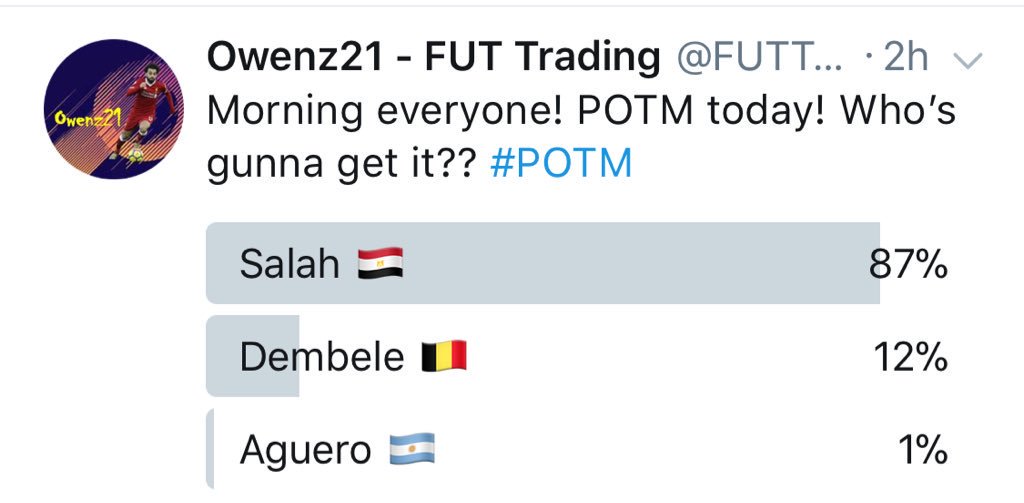 Owenz21 - FUT Trading @FUTT... · 2h
Owenz21
Morning everyone! POTM today! Who’s
gunna get it?? #POTM
Salah 🇪🇬 87%
Dembele 🇧🇪 12%
Aguero 🇦🇷 1%